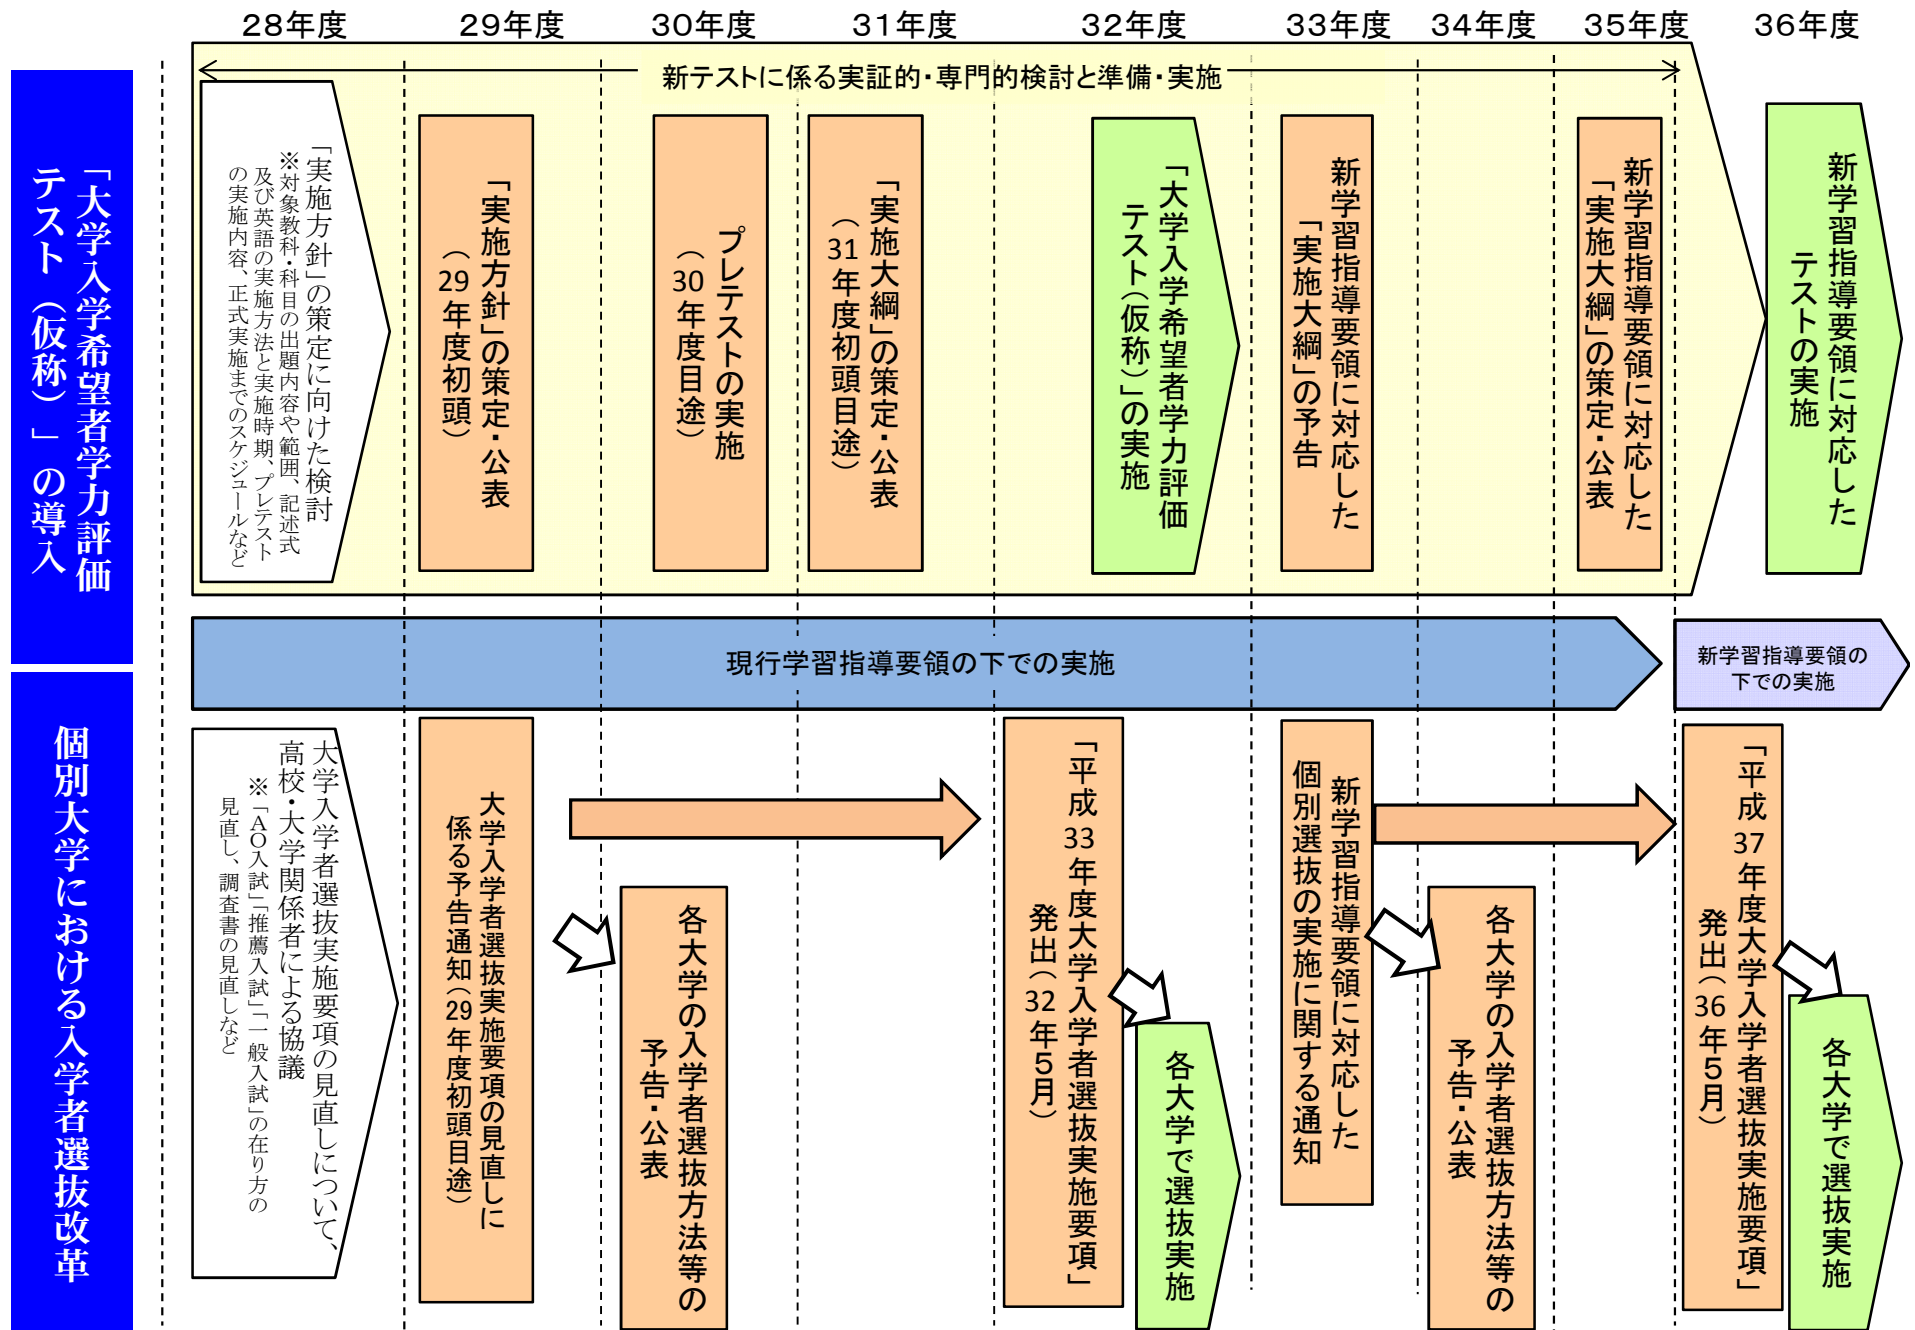 28年度
29年度
30年度
31年度
32年度
33年度
34年度
35年度
36年度
「大学入学希望者学力評価
テスト（仮称）」の導入
新テストに係る実証的・専門的検討と準備・実施
「実施方針」の策定に向けた検討
※対象教科・科目の出題内容や範囲、記述式
及び英語の実施方法と実施時期、プレテスト
の実施内容、正式実施までのスケジュールなど
「実施方針」の策定・公表
（29年度初頭）
プレテストの実施
（30年度目途）
「実施大綱」の策定・公表
（31年度初頭目途）
「大学入学希望者学力評価
テスト（仮称）」の実施
新学習指導要領に対応した
「実施大綱」の予告
新学習指導要領に対応した
「実施大綱」の策定・公表
新学習指導要領に対応した
テストの実施
現行学習指導要領の下での実施
新学習指導要領の
下での実施
個別大学における入学者選抜改革
大学入学者選抜実施要項の見直しについて、
高校・大学関係者による協議
※「AO入試」「推薦入試」「一般入試」の在り方の
見直し、調査書の見直しなど
大学入学者選抜実施要項の見直しに
係る予告通知（29年度初頭目途）
各大学の入学者選抜方法等の
予告・公表
「平成33年度大学入学者選抜実施要項」
発出（32年5月）
各大学で選抜実施
新学習指導要領に対応した
個別選抜の実施に関する通知
各大学の入学者選抜方法等の
予告・公表
「平成37年度大学入学者選抜実施要項」
発出（36年5月）
各大学で選抜実施